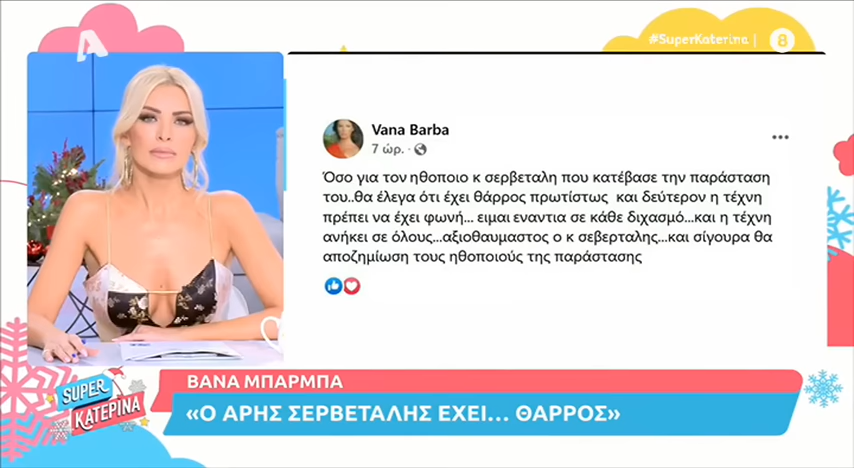 #SuperKaterina | 8
Vana Barba
7 ώρ. ·
Όσο για τον ηθοποιο κ σερβεταλη που κατέβασε την παράσταση
του..θα έλεγα ότι έχει θάρρος πρωτίστως και δεύτερον η τέχνη
πρέπει να έχει φωνή... ειμαι εναντια σε κάθε διχασμό...και η τέχνη
ανήκει σε όλους...αξιοθαυμαστος ο κ σεβερταλης...και σίγουρα θα
αποζημίωση τους ηθοποιούς της παράστασης
ΒΑΝΑ ΜΠΑΡΜΠΑ
«Ο ΑΡΗΣ ΣΕΡΒΕΤΑΛΗΣ ΕΧΕΙ... ΘΑΡΡΟΣ»
SUPER
ΚΑΤΕΡΙΝΑ